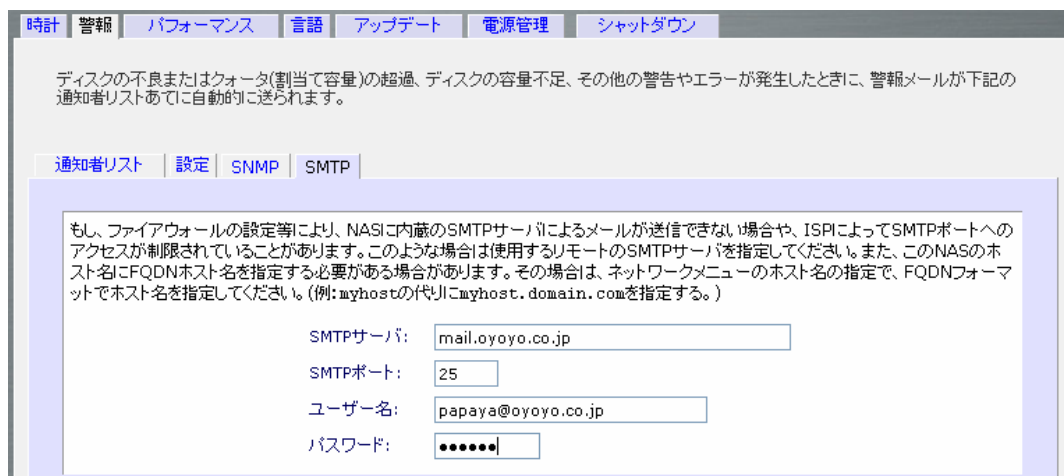 時計 警報 パフォーマンス 言語 アップデート 電源管理 シャットダウン
ディスクの不良またはクォータ(割当て容量)の超過、ディスクの容量不足、その他の警告やエラーが発生したときに、警報メールが下記の
通知者リストあてに自動的に送られます。
通知者リスト 設定 SNMP SMTP
もし、ファイアウォールの設定等により、NASに内蔵のSMTPサーバによるメールが送信できない場合や、ISPによってSMTPポートへの
アクセスが制限されていることがあります。このような場合は使用するリモートのSMTPサーバを指定してください。また、このNASのホ
スト名にFQDNホスト名を指定する必要がある場合があります。その場合は、ネットワークメニューのホスト名の指定で、FQDNフォーマ
ットでホスト名を指定してください。(例:myhostの代りにmyhost.domain.comを指定する。)
SMTPサーバ: mail.oyoyo.co.jp
SMTPポート: 25
ユーザー名: papaya@oyoyo.co.jp
パスワード: ●●●●●●